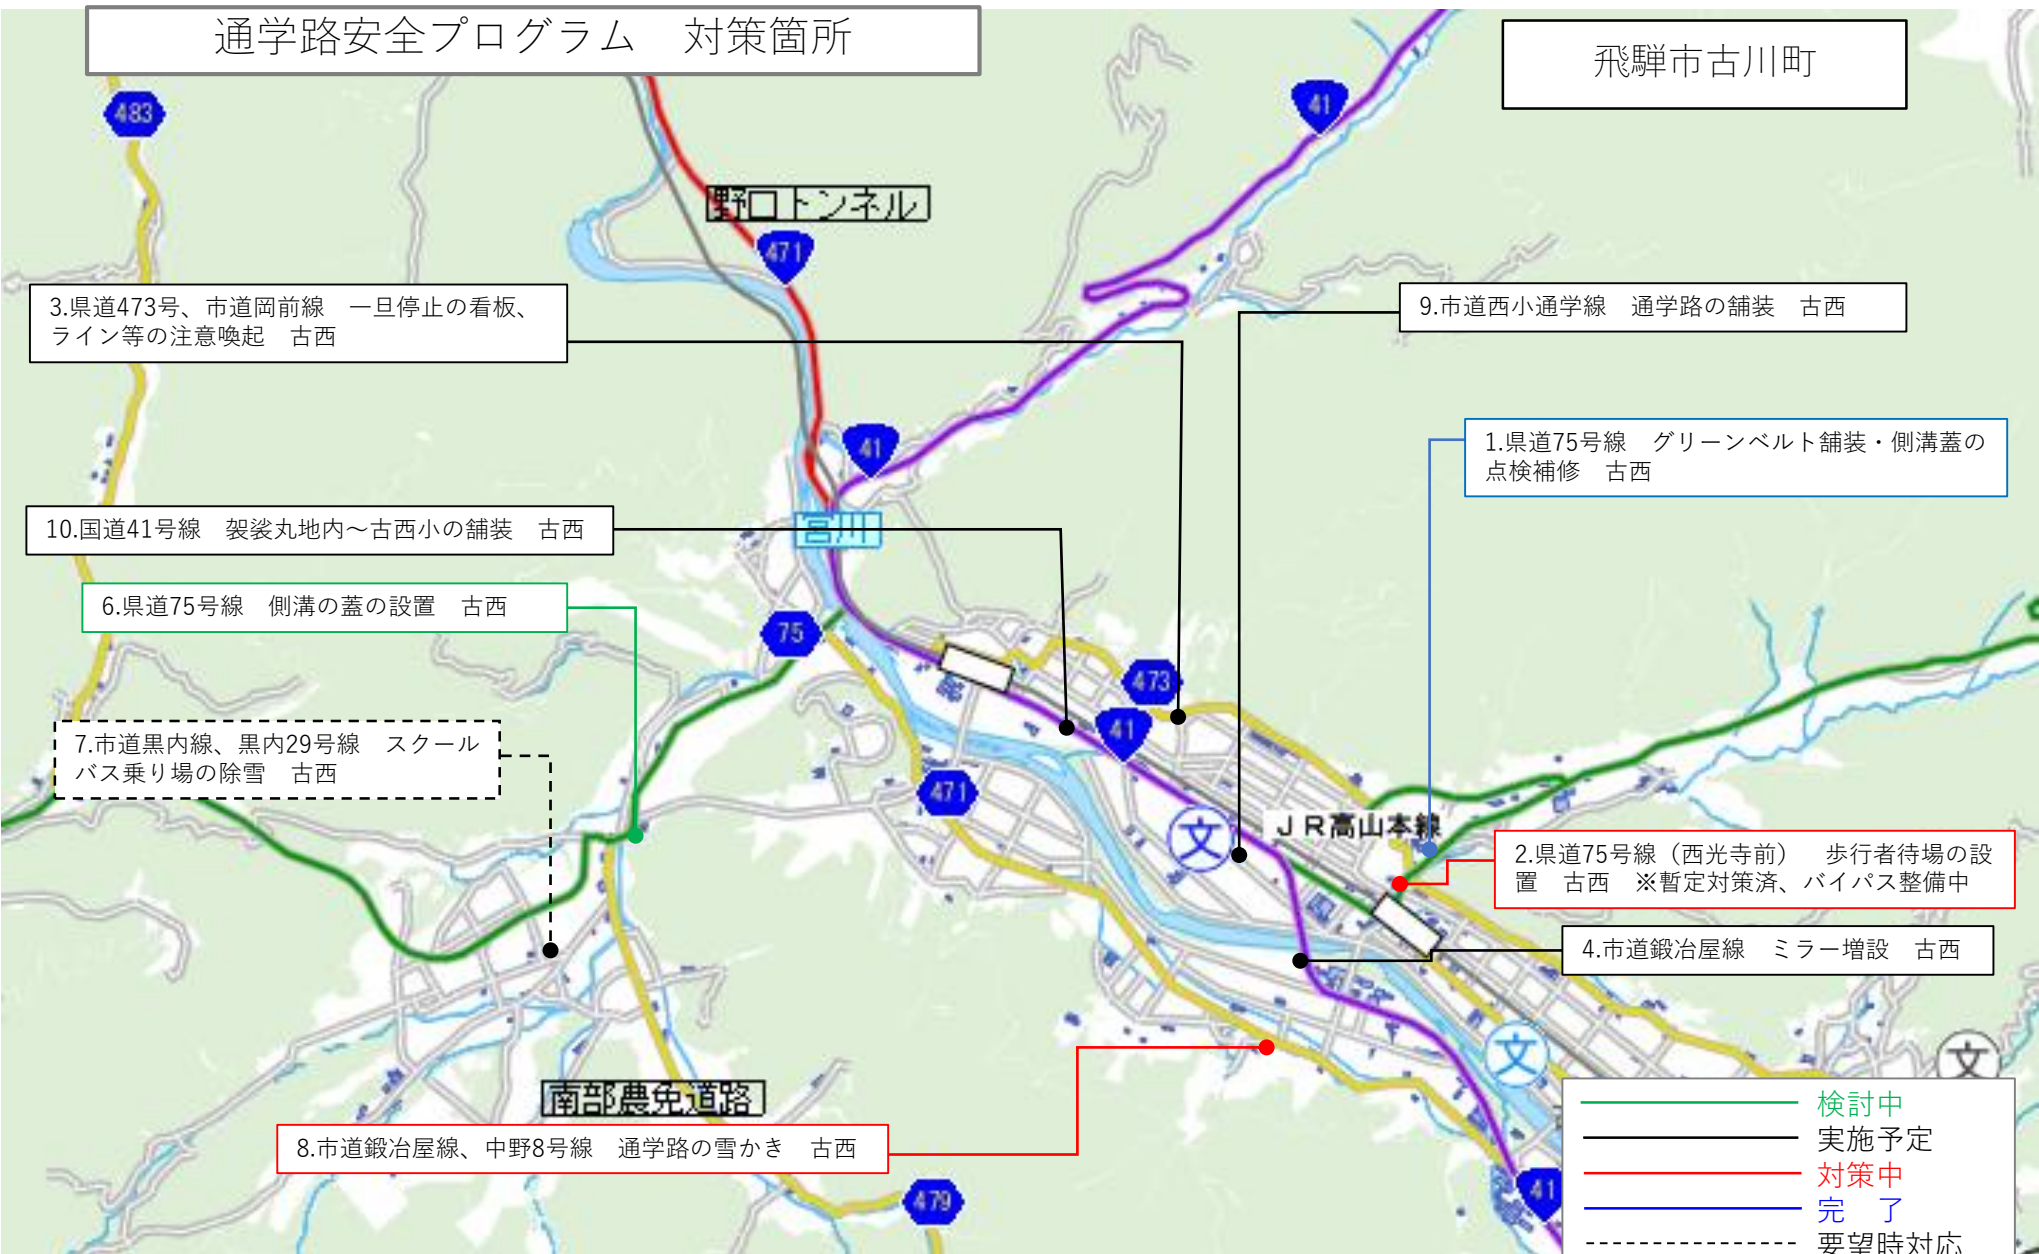 通学路安全プログラム　対策箇所
飛騨市古川町
483
41
野口トンネル
471
3.県道473号、市道岡前線　一旦停止の看板、
ライン等の注意喚起　古西
9.市道西小通学線　通学路の舗装　古西
41
1.県道75号線　グリーンベルト舗装・側溝蓋の
点検補修　古西
10.国道41号線　袈裟丸地内～古西小の舗装　古西
宮川
6.県道75号線　側溝の蓋の設置　古西
75
473
41
7.市道黒内線、黒内29号線　スクール
バス乗り場の除雪　古西
471
文
ＪＲ高山本線
2.県道75号線（西光寺前）　歩行者待場の設
置　古西　※暫定対策済、バイパス整備中
4.市道鍛冶屋線　ミラー増設　古西
文
文
南部農免道路
8.市道鍛冶屋線、中野8号線　通学路の雪かき　古西
479
41
検討中
実施予定
対策中
完　了
要望時対応